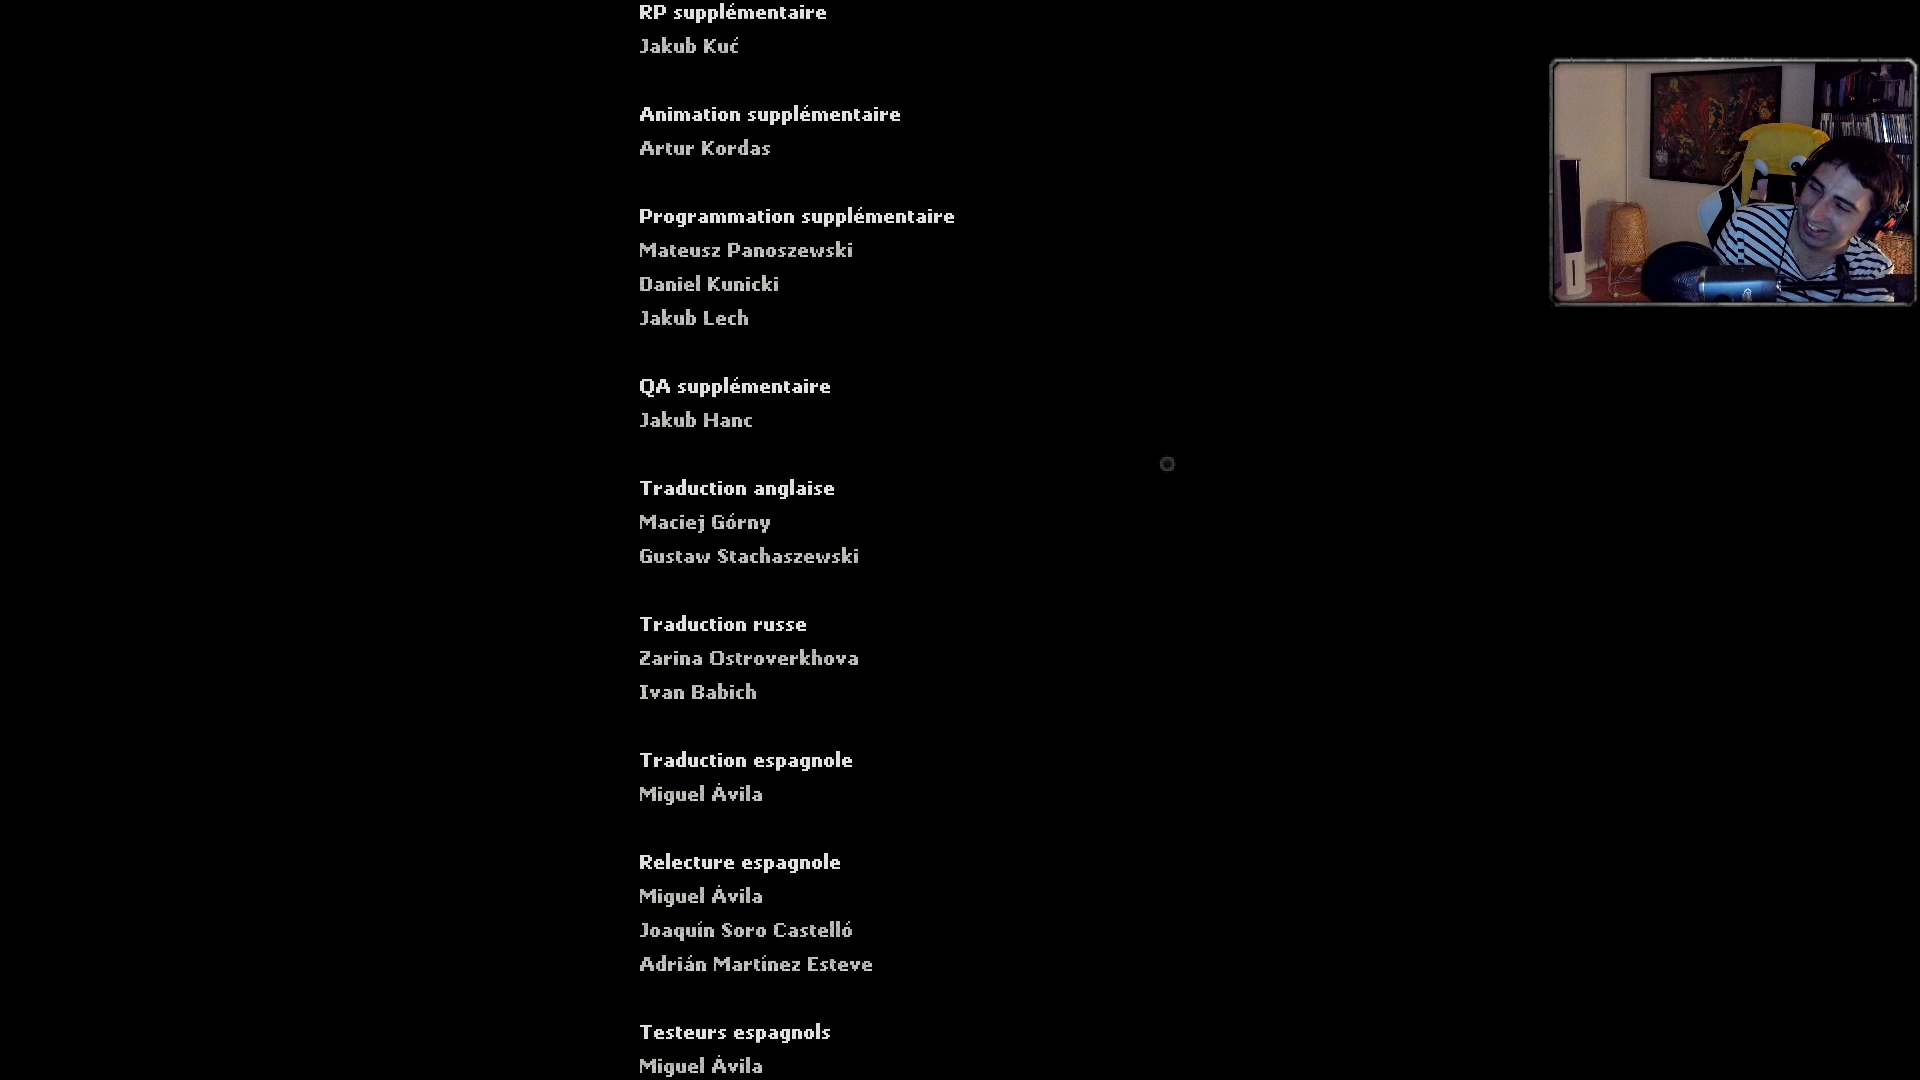 RP supplémentaire
Jakub Kuć
Animation supplémentaire
Artur Kordas
Programmation supplémentaire
Mateusz Panoszewski
Daniel Kunicki
Jakub Lech
QA supplémentaire
Jakub Hanc
Traduction anglaise
Maciej Górny
Gustaw Stachaszewski
Traduction russe
Zarina Ostroverkhova
Ivan Babich
Traduction espagnole
Miguel Ávila
Relecture espagnole
Miguel Ávila
Joaquín Soro Castelló
Adrián Martínez Esteve
Testeurs espagnols
Miguel Ávila